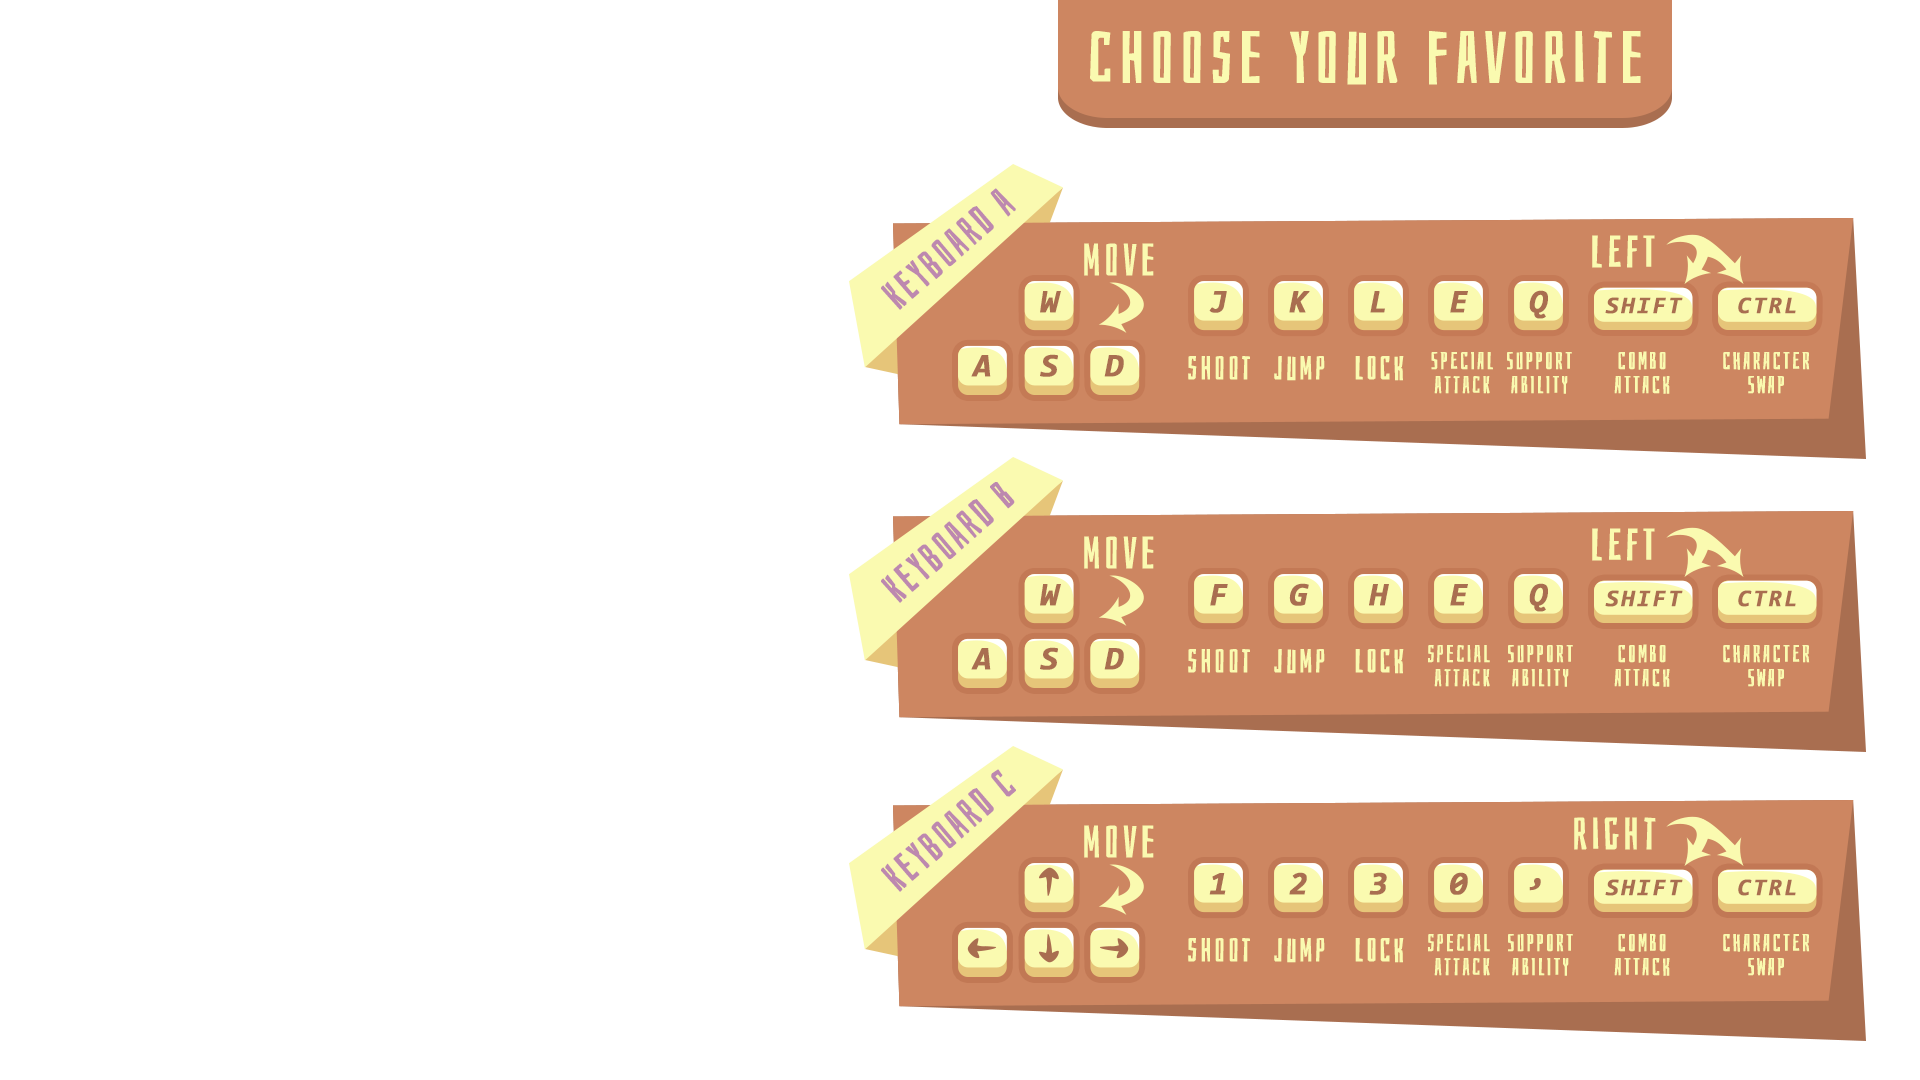 CHOOSE YOUR FAVORITE
KEYBOARD A
MOVE
LEFT
W
J K L E Q SHIFT CTRL
A S D
SHOOT JUMP LOCK SPECIAL ATTACK SUPPORT ABILITY COMBO ATTACK CHARACTER SWAP
KEYBOARD B
MOVE
LEFT
W
F G H E Q SHIFT CTRL
A S D
SHOOT JUMP LOCK SPECIAL ATTACK SUPPORT ABILITY COMBO ATTACK CHARACTER SWAP
KEYBOARD C
MOVE
RIGHT
↑
1 2 3 0 , SHIFT CTRL
← ↓ →
SHOOT JUMP LOCK SPECIAL ATTACK SUPPORT ABILITY COMBO ATTACK CHARACTER SWAP